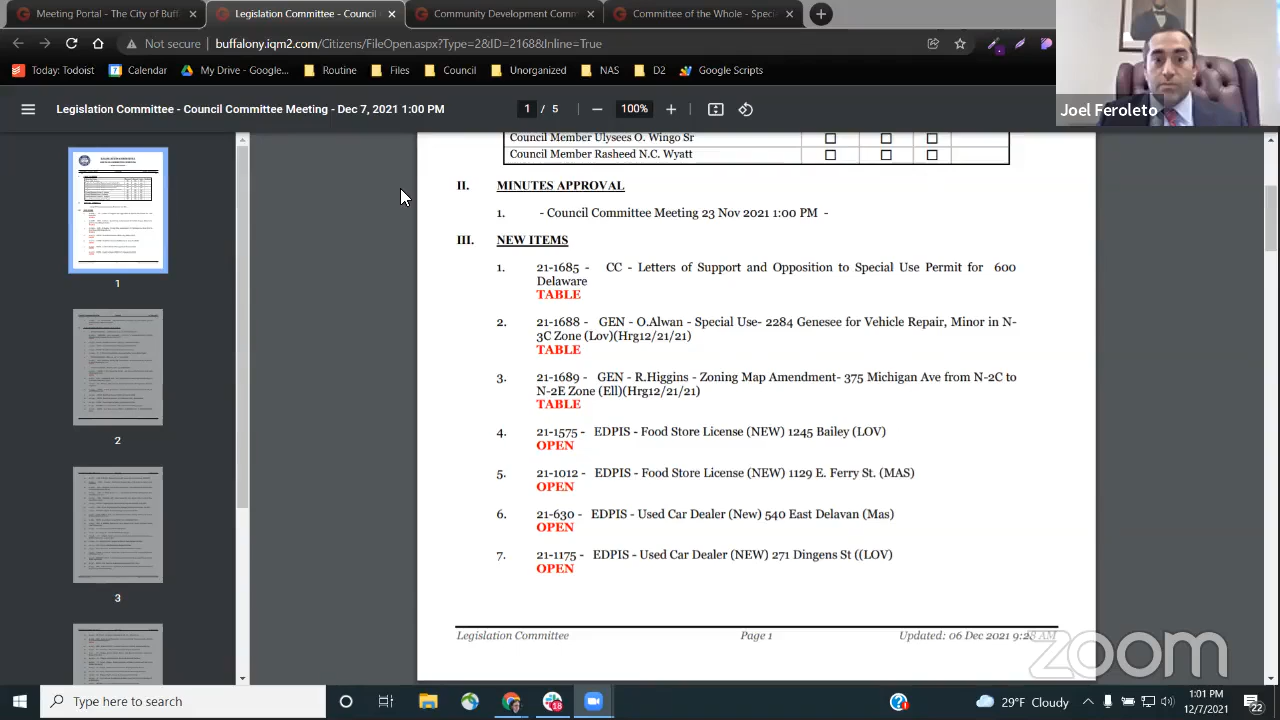 Meeting Portal - The City of Buff
Legislation Committee - Council C
Community Development Committ
Committee of the Whole - Speci
Not secure
buffalony.iqm2.com/Citizens/FileOpen.aspx?Type=21&ID=2168&Inline=True
Today: Todoist
Calendar
My Drive - Google...
Routine
Files
Council
Unorganized
NAS
D2
Google Scripts
Joel Feroleto
Legislation Committee - Council Committee Meeting - Dec 7, 2021 1:00 PM
1 / 5
100%
Council Member Ulysees O. Wingo Sr
Council Member Rasheed N.C. Wyatt
II. MINUTES APPROVAL
1. Council Committee Meeting 23 Nov 2021 1:00 PM -
III. NEW ITEMS
1. 21-1685 - CC - Letters of Support and Opposition to Special Use Permit for 600
Delaware
TABLE
2. 21-1688 - GEN - O.Alwan - Special Use- 2284 Genesee for Vehicle Repair, Minor in N-
3C Zone (Lov)(Hrg12/21/21)
TABLE
3. 21-1689 - GEN - R.Higgins - Zoning Map Amendment- 375 Michigan Ave from N-2C to
N-2E Zone (Ell)(Hrg12/21/21)
TABLE
4. 21-1575 - EDPIS - Food Store License (NEW) 1245 Bailey (LOV)
OPEN
5. 21-1012 - EDPIS - Food Store License (NEW) 1129 E. Ferry St. (MAS)
OPEN
6. 21-630 - EDPIS - Used Car Dealer (New) 540 East Delavan (Mas)
OPEN
7. 21-1175 - EDPIS - Used Car Dealer (NEW) 271 Dingens St ((LOV)
OPEN
Legislation Committee Page 1 Updated: 06 Dec 2021 9:28 AM
1
2
3
zoom
Type here to search
18
29°F Cloudy
1:01 PM
12/7/2021
22